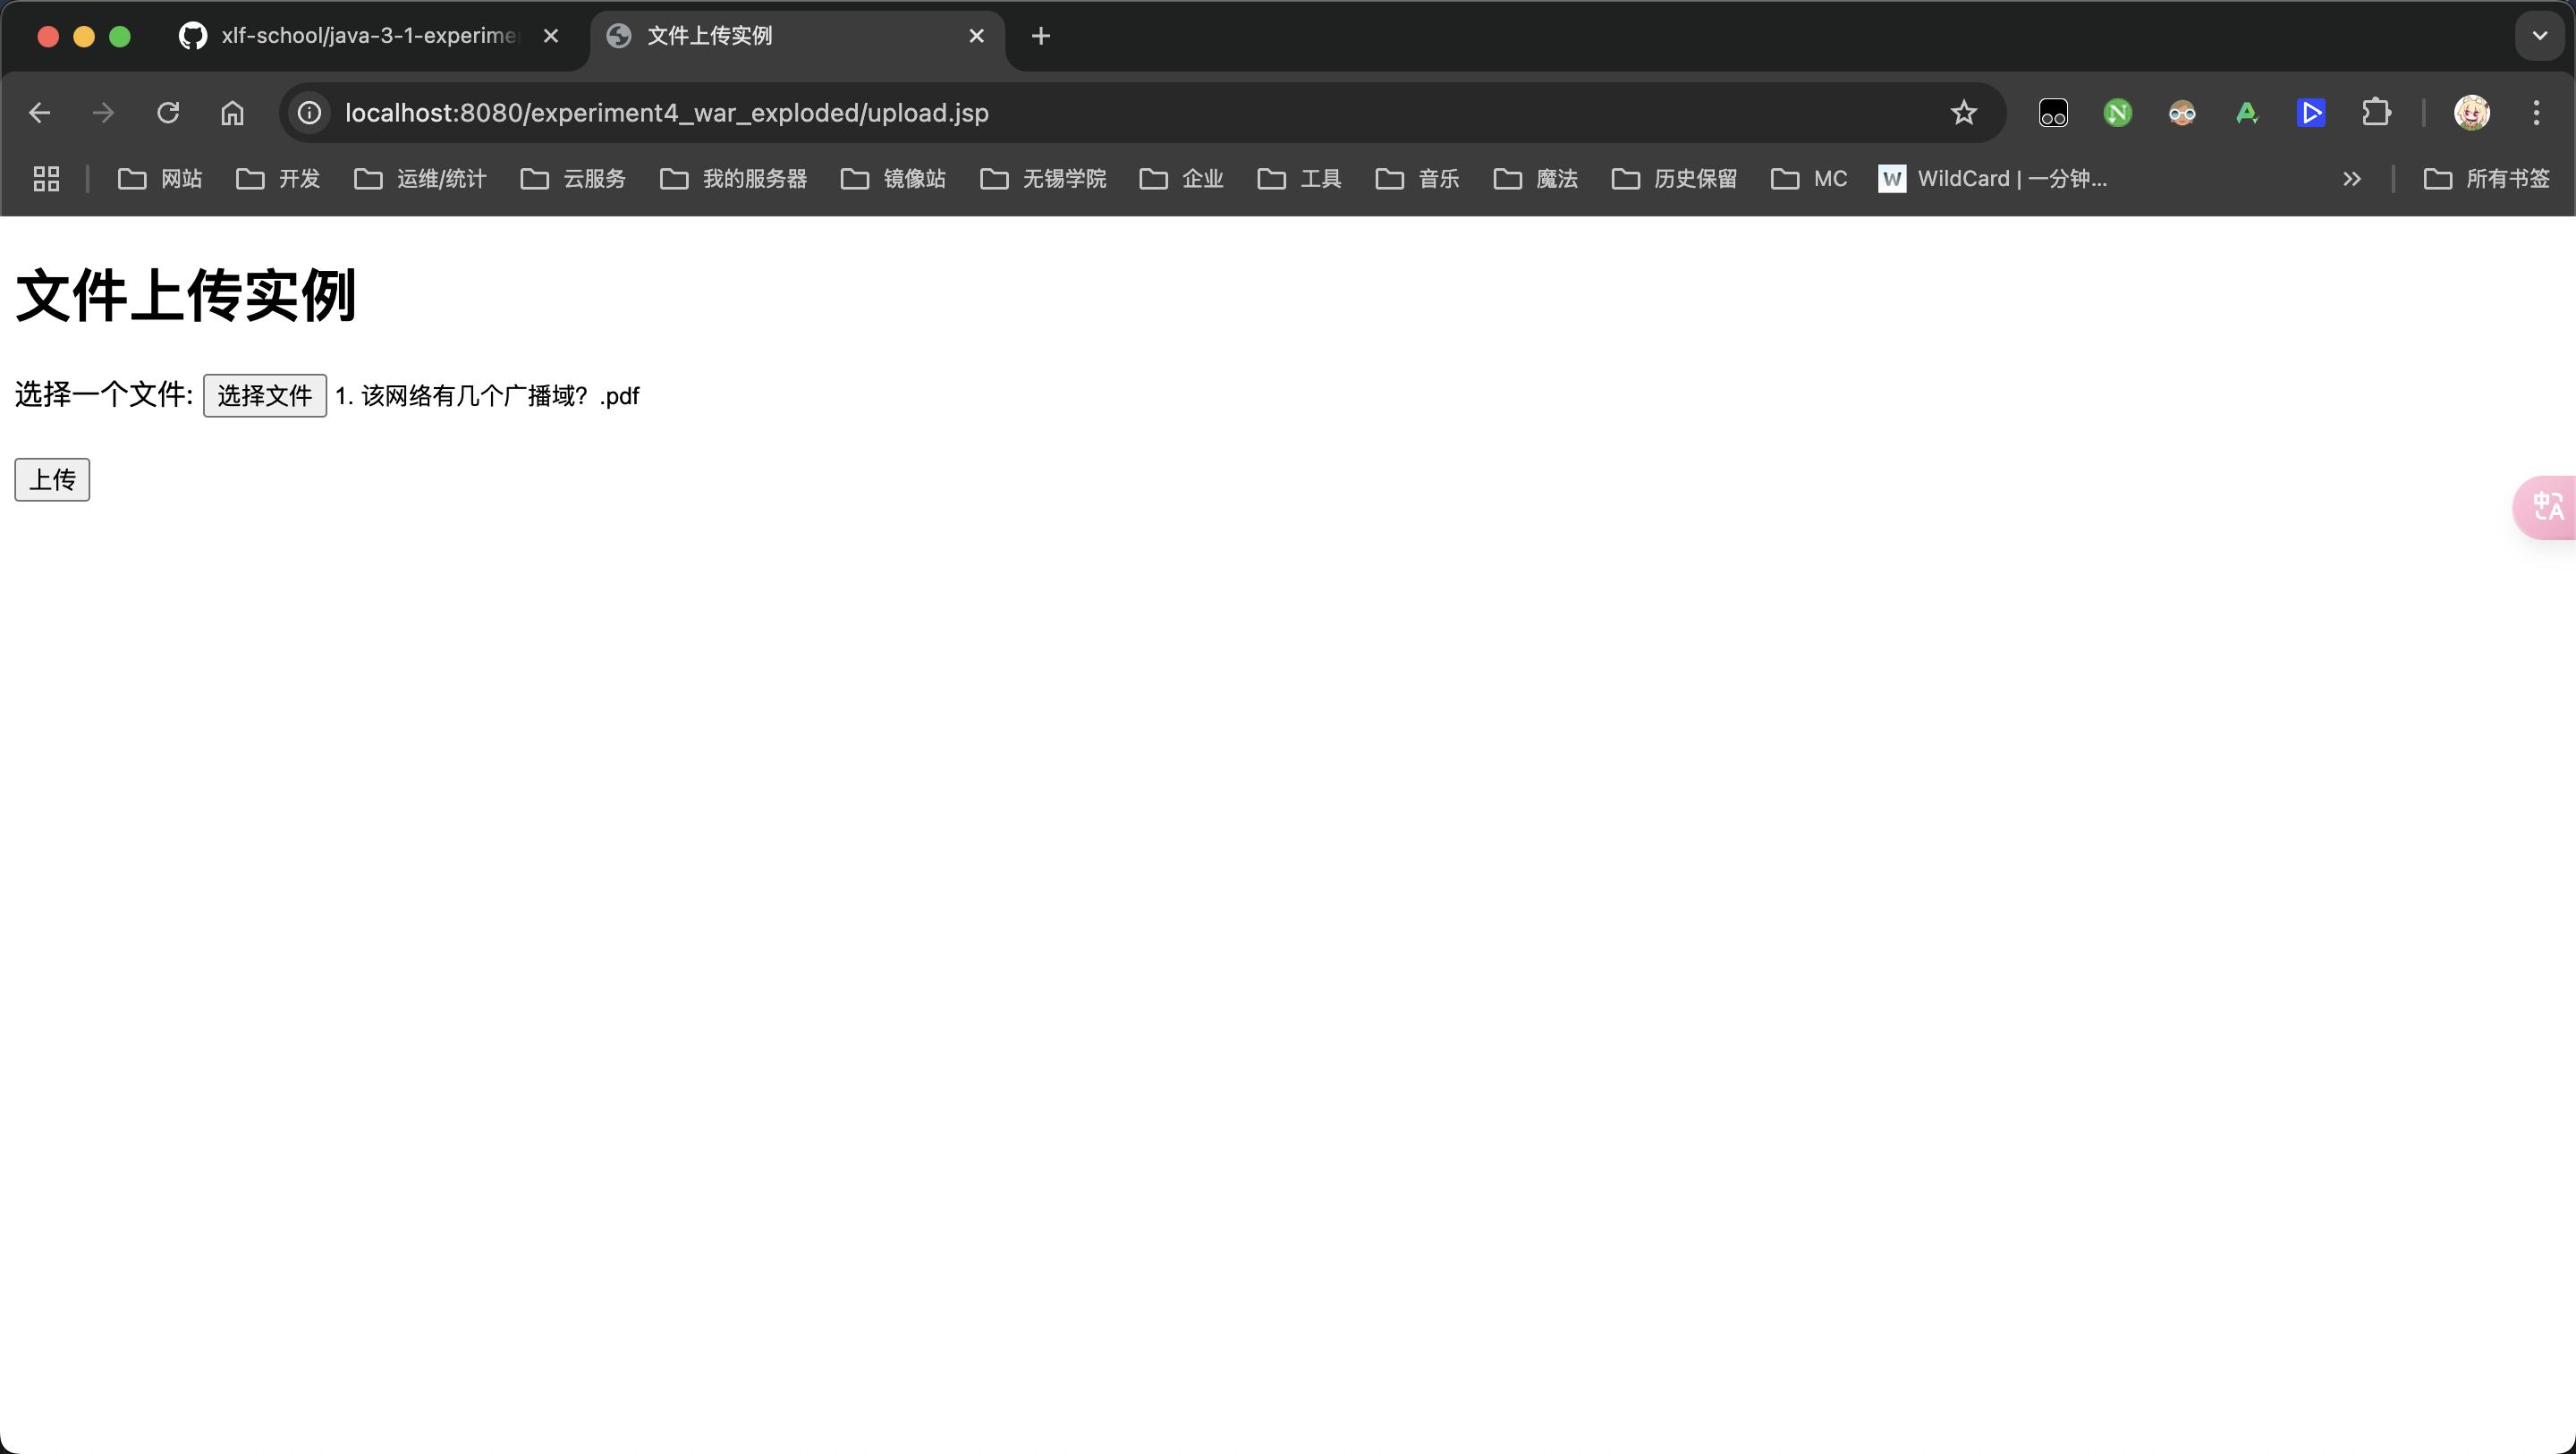 xlf-school/java-3-1-experime
文件上传实例
localhost:8080/experiment4_war_exploded/upload.jsp
网站 开发 运维/统计 云服务 我的服务器 镜像站 无锡学院 企业 工具 音乐 魔法 历史保留 MC W WildCard | 一分钟... 所有书签
文件上传实例
选择一个文件: 选择文件 1. 该网络有几个广播域？.pdf
上传